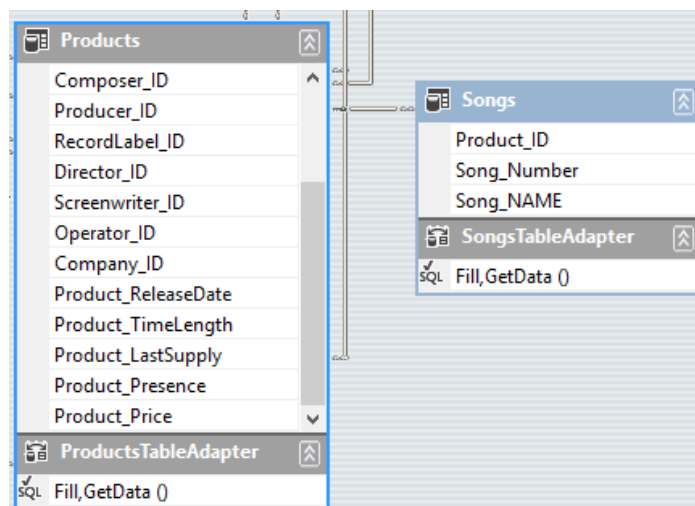 Products
Composer_ID
Producer_ID
RecordLabel_ID
Director_ID
Screenwriter_ID
Operator_ID
Company_ID
Product_ReleaseDate
Product_TimeLength
Product_LastSupply
Product_Presence
Product_Price
ProductsTableAdapter
SQL Fill,GetData ()
Songs
Product_ID
Song_Number
Song_NAME
SongsTableAdapter
SQL Fill,GetData ()